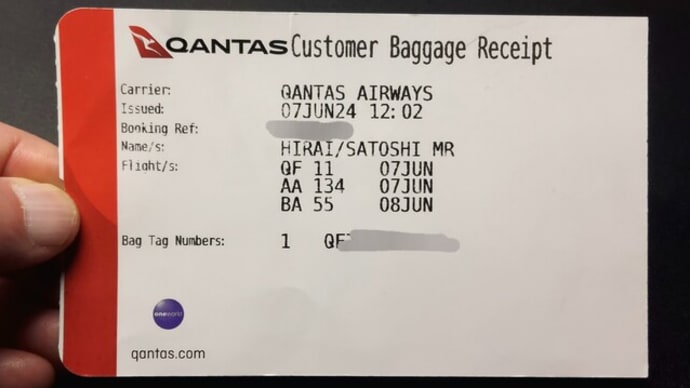 QANTAS Customer Baggage Receipt
Carrier: QANTAS AIRWAYS
Issued: 07JUN24 12:02
Booking Ref:
Name/s: HIRAI/SATOSHI MR
Flight/s: QF 11 07JUN
AA 134 07JUN
BA 55 08JUN
Bag Tag Numbers: 1 QF
oneworld
qantas.com